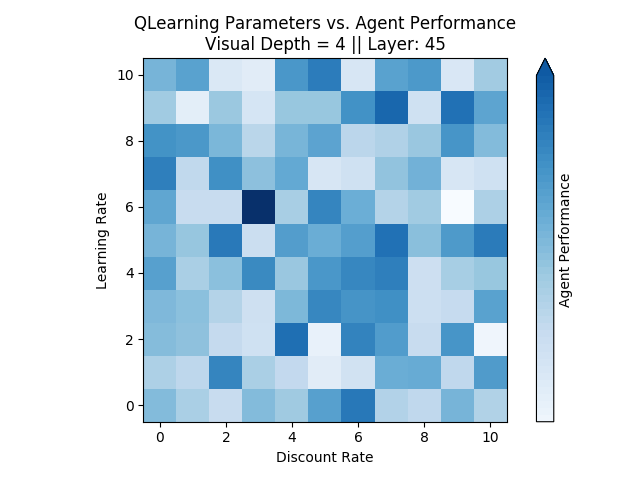 QLearning Parameters vs. Agent Performance
Visual Depth = 4 || Layer: 45
10
8
6
4
2
0
Learning Rate
0 2 4 6 8 10
Discount Rate
Agent Performance